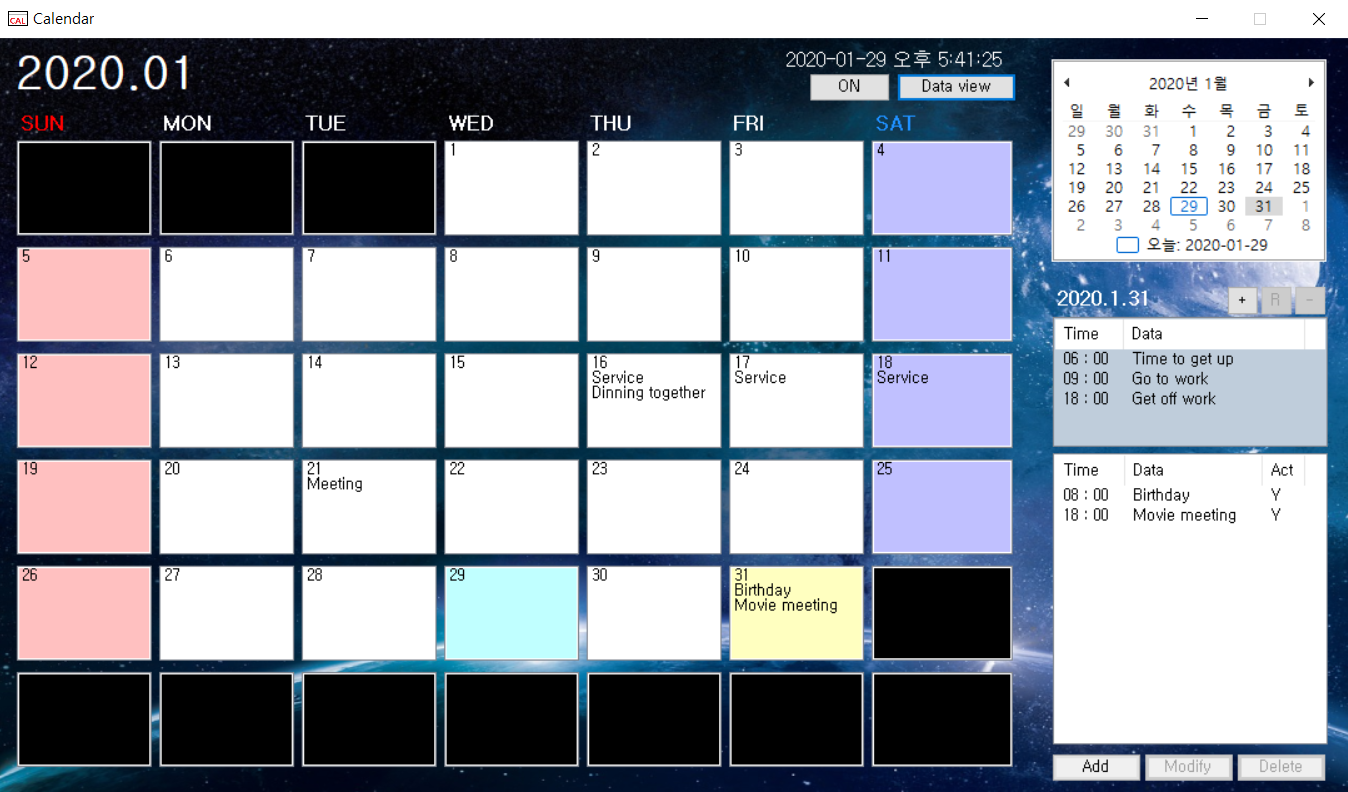 Calendar
2020.01
2020-01-29 오후 5:41:25
ON Data view
SUN MON TUE WED THU FRI SAT
1 2 3 4
5 6 7 8 9 10 11
12 13 14 15 16 17 18
Service Service Service
Dinning together
19 20 21 22 23 24 25
Meeting
26 27 28 29 30 31
Birthday
Movie meeting
2020년 1월
일 월 화 수 목 금 토
29 30 31 1 2 3 4
5 6 7 8 9 10 11
12 13 14 15 16 17 18
19 20 21 22 23 24 25
26 27 28 29 30 31 1
2 3 4 5 6 7 8
오늘: 2020-01-29
2020.1.31 + R -
Time Data
06 : 00 Time to get up
09 : 00 Go to work
18 : 00 Get off work
Time Data Act
08 : 00 Birthday Y
18 : 00 Movie meeting Y
Add Modify Delete